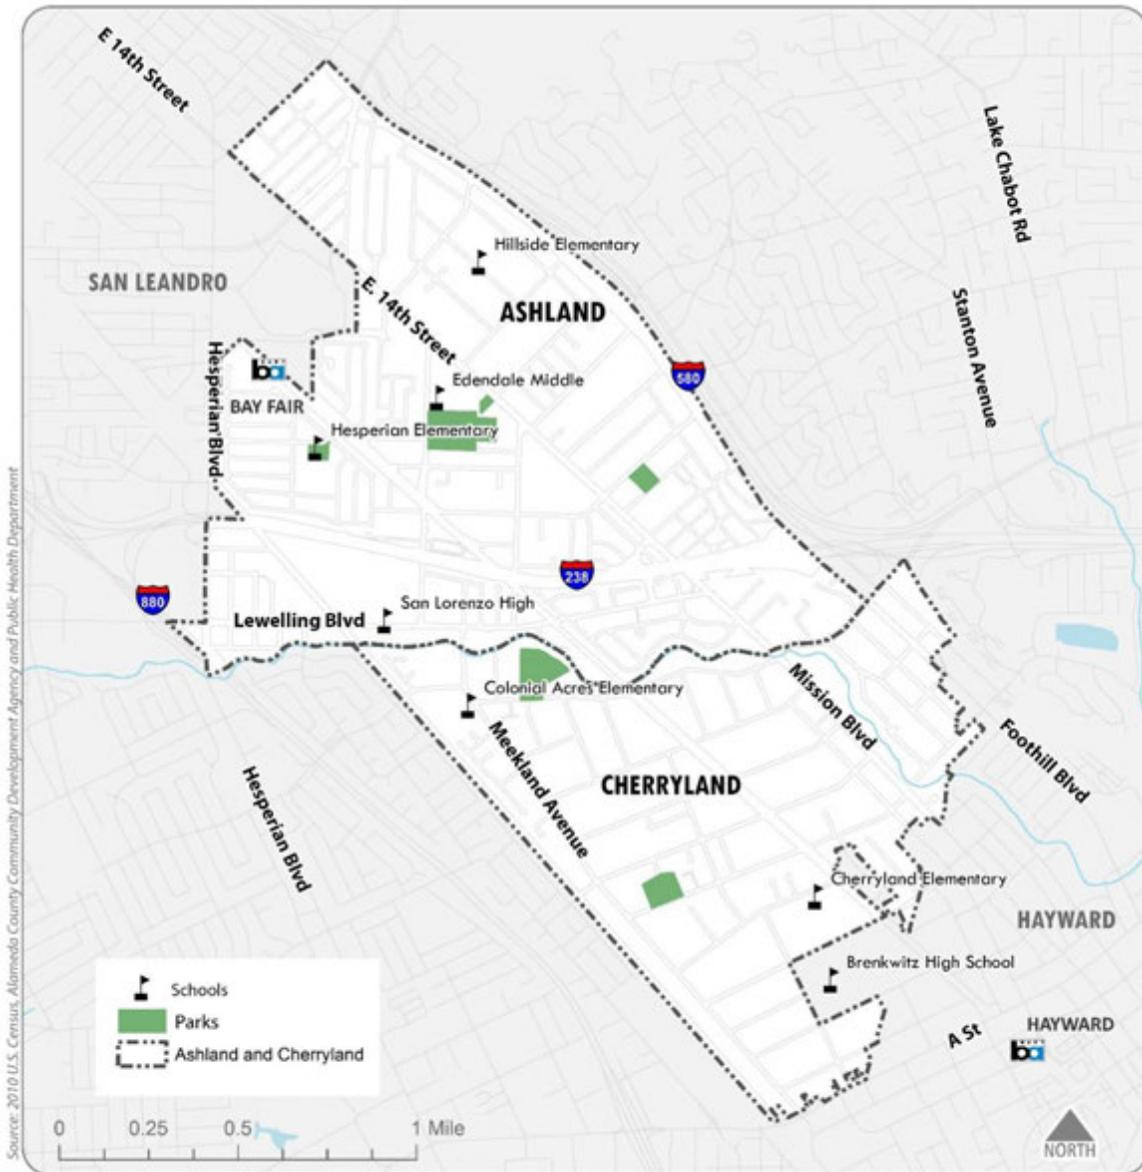 E 14th Street
Lake Chabot Rd
Hillside Elementary
SAN LEANDRO
E. 14th Street
ASHLAND
Stanton Avenue
Hesperian Blvd
ba
580
Edendale Middle
BAY FAIR
Hesperian Elementary
238
880
San Lorenzo High
Lewelling Blvd
Colonial Acres Elementary
Mission Blvd
Meekland Avenue
Foothill Blvd
CHERRYLAND
Hesperian Blvd
Cherryland Elementary
HAYWARD
Brenkwitz High School
Schools
Parks
Ashland and Cherryland
A St
HAYWARD
ba
0 0.25 0.5 1 Mile
NORTH
Source: 2010 U.S. Census, Alameda County Community Development Agency and Public Health Department